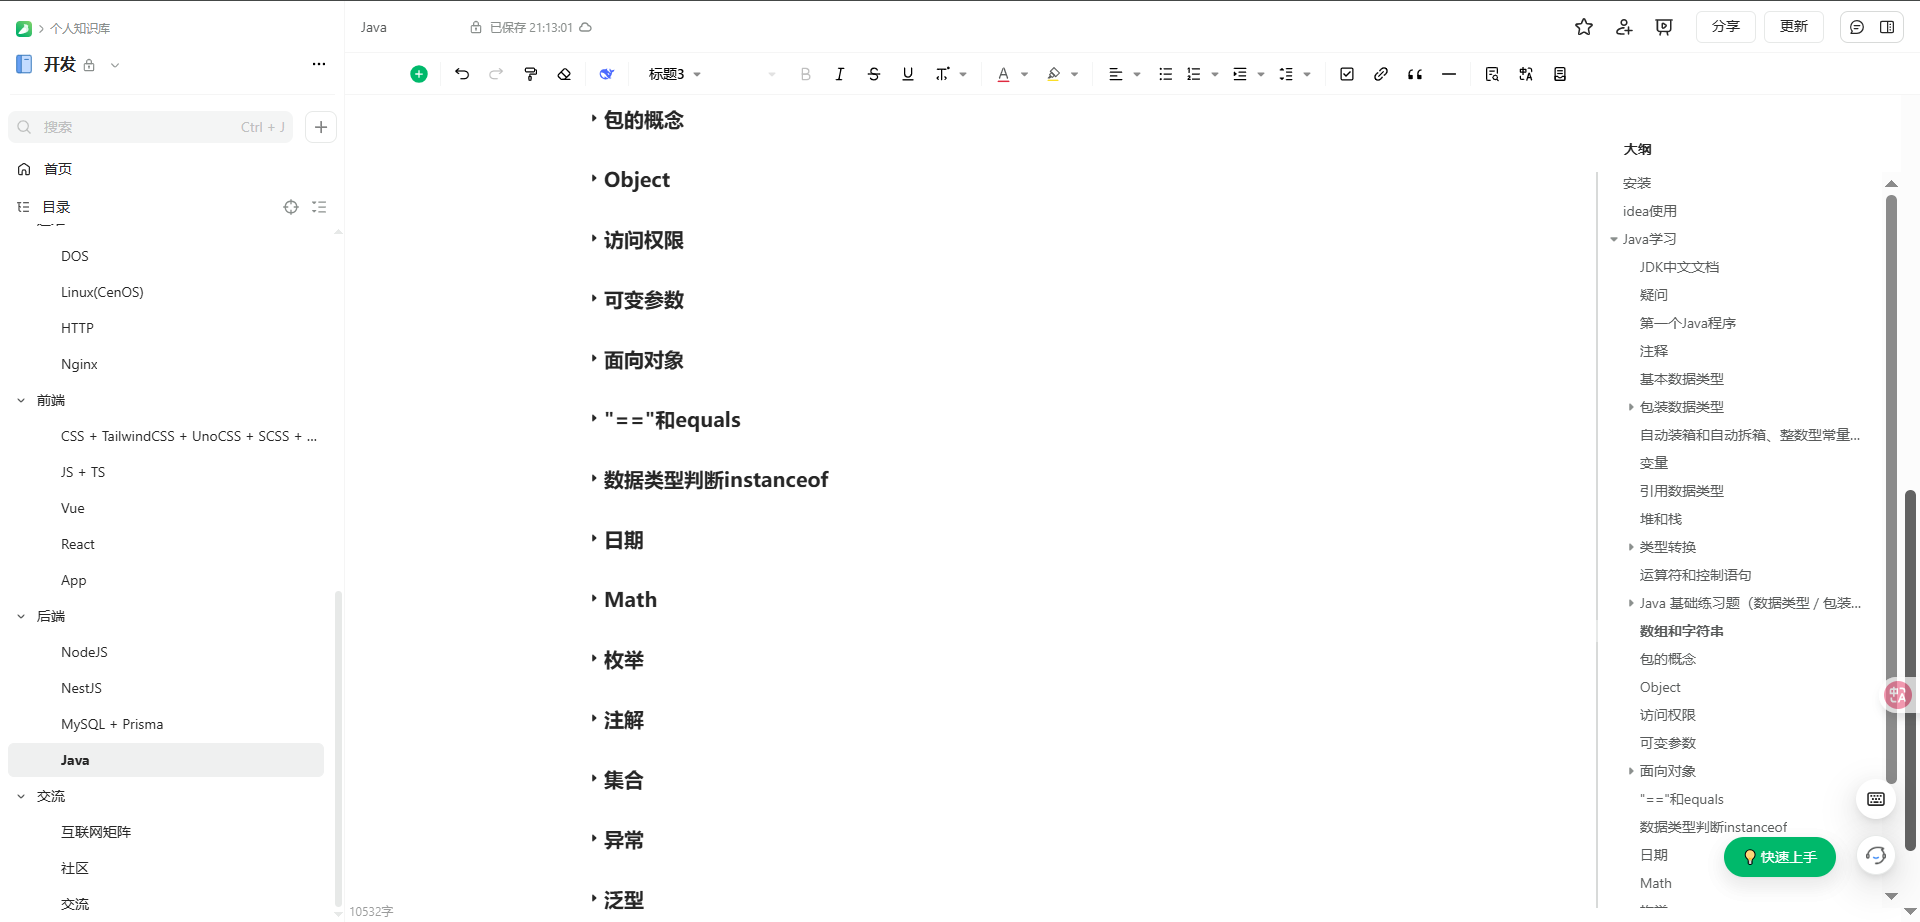 个人知识库
开发
搜索
Ctrl + J
首页
目录
DOS
Linux(CenOS)
HTTP
Nginx
前端
CSS + TailwindCSS + UnoCSS + SCSS + ...
JS + TS
Vue
React
App
后端
NodeJS
NestJS
MySQL + Prisma
Java
交流
互联网矩阵
社区
交流
Java
已保存 21:13:01
分享
更新
标题3
包的概念
Object
访问权限
可变参数
面向对象
"=="和equals
数据类型判断instanceof
日期
Math
枚举
注解
集合
异常
泛型
10532字
大纲
安装
idea使用
Java学习
JDK中文文档
疑问
第一个Java程序
注释
基本数据类型
包装数据类型
自动装箱和自动拆箱、整数型常量...
变量
引用数据类型
堆和栈
类型转换
运算符和控制语句
Java 基础练习题（数据类型 / 包装...
数组和字符串
包的概念
Object
访问权限
可变参数
面向对象
"=="和equals
数据类型判断instanceof
日期
Math
快速上手